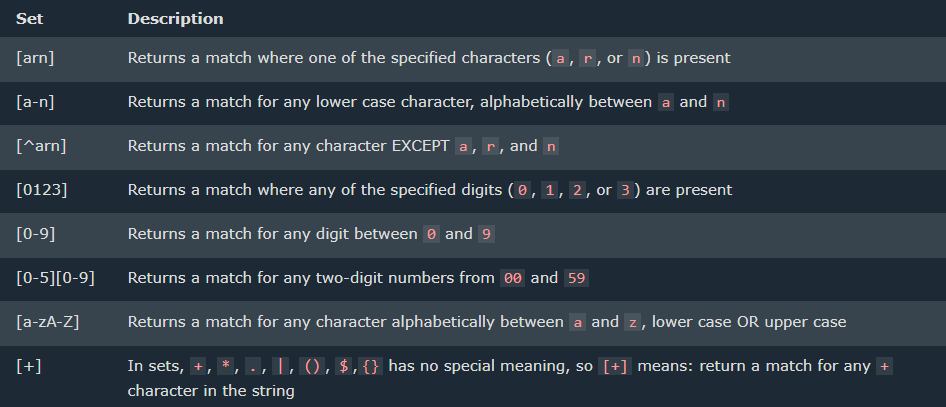 Set Description
[arn] Returns a match where one of the specified characters (a, r, or n) is present
[a-n] Returns a match for any lower case character, alphabetically between a and n
[^arn] Returns a match for any character EXCEPT a, r, and n
[0123] Returns a match where any of the specified digits (0, 1, 2, or 3) are present
[0-9] Returns a match for any digit between 0 and 9
[0-5][0-9] Returns a match for any two-digit numbers from 00 and 59
[a-zA-Z] Returns a match for any character alphabetically between a and z, lower case OR upper case
[+] In sets, +, *, ., |, (), $,{} has no special meaning, so [+] means: return a match for any +
character in the string